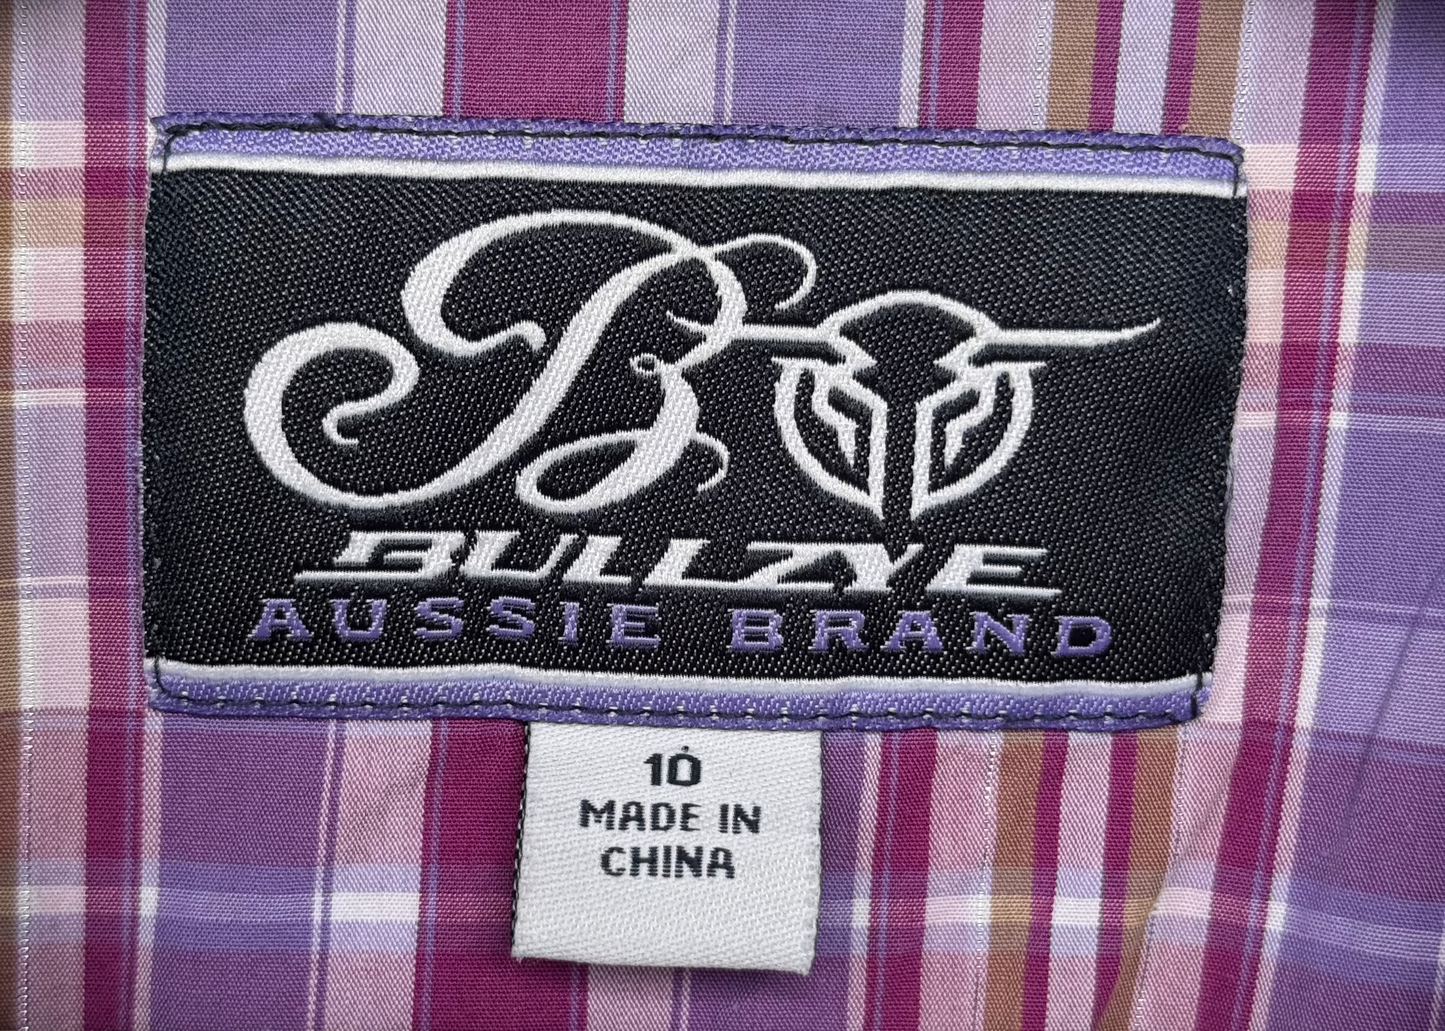 B
BULLZYE
AUSSIE BRAND
10
MADE IN
CHINA